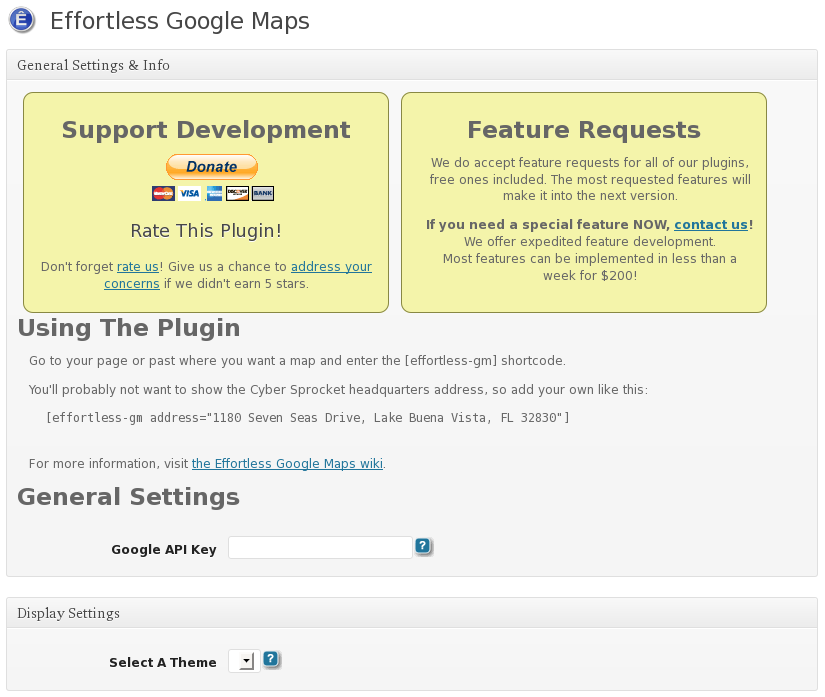 Effortless Google Maps
General Settings & Info
Support Development
Donate
VISA
DISCOVER
BANK
Rate This Plugin!
Don't forget rate us! Give us a chance to address your
concerns if we didn't earn 5 stars.
Feature Requests
We do accept feature requests for all of our plugins,
free ones included. The most requested features will
make it into the next version.
If you need a special feature NOW, contact us!
We offer expedited feature development.
Most features can be implemented in less than a
week for $200!
Using The Plugin
Go to your page or past where you want a map and enter the [effortless-gm] shortcode.
You'll probably not want to show the Cyber Sprocket headquarters address, so add your own like this:
[effortless-gm address="1180 Seven Seas Drive, Lake Buena Vista, FL 32830"]
For more information, visit the Effortless Google Maps wiki.
General Settings
Google API Key
?
Display Settings
Select A Theme
?